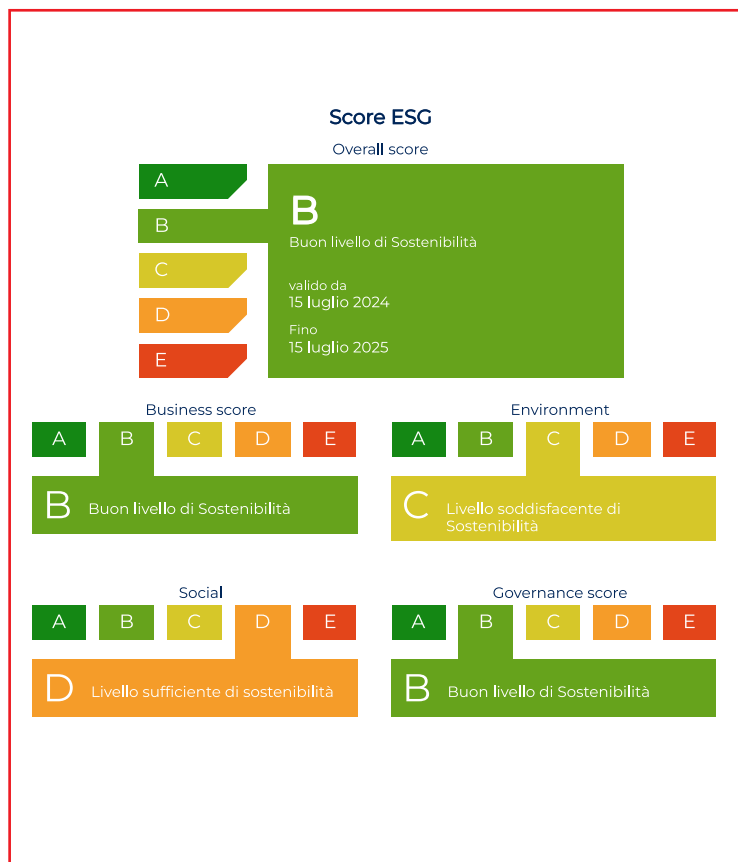 Score ESG
Overall score
A
B
C
D
E
B
Buon livello di Sostenibilità
valido da
15 luglio 2024
Fino
15 luglio 2025
Business score
A B C D E
B Buon livello di Sostenibilità
Environment
A B C D E
C Livello soddisfacente di
Sostenibilità
Social
A B C D E
D Livello sufficiente di sostenibilità
Governance score
A B C D E
B Buon livello di Sostenibilità